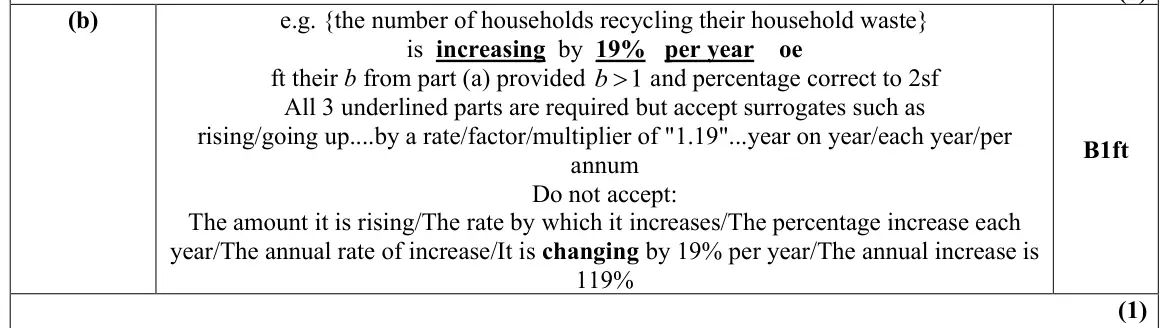 (b)
e.g. {the number of households recycling their household waste}
is increasing by 19% per year oe
ft their b from part (a) provided b > 1 and percentage correct to 2sf
All 3 underlined parts are required but accept surrogates such as
rising/going up....by a rate/factor/multiplier of "1.19"...year on year/each year/per
annum
Do not accept:
The amount it is rising/The rate by which it increases/The percentage increase each
year/The annual rate of increase/It is changing by 19% per year/The annual increase is
119%
B1ft
(1)